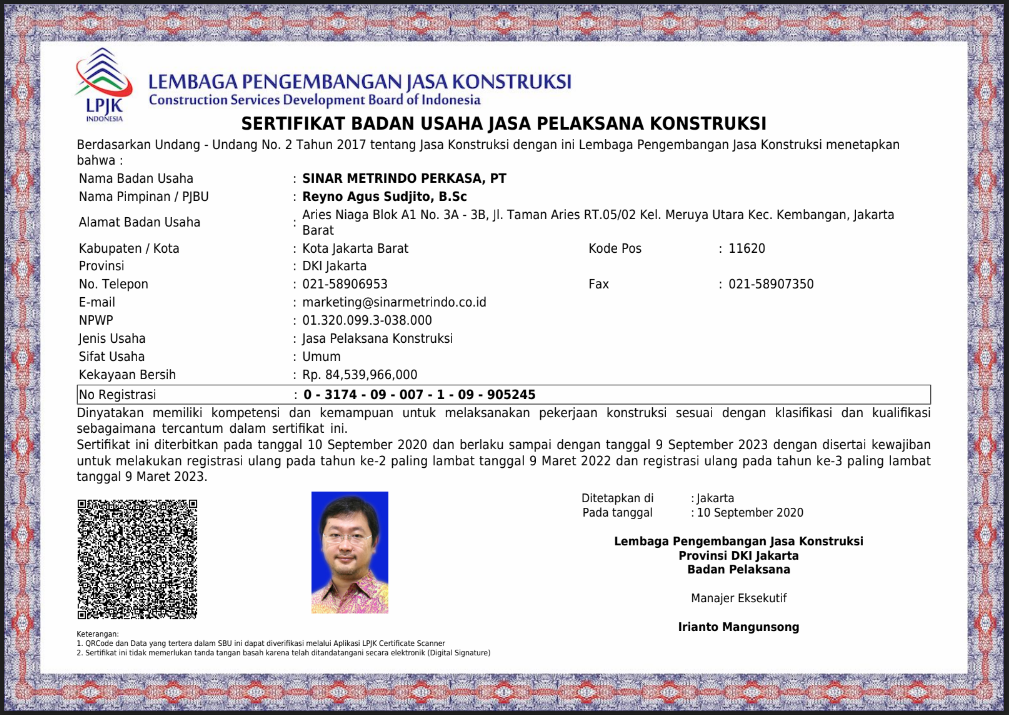 LPJK
INDONESIA
LEMBAGA PENGEMBANGAN JASA KONSTRUKSI
Construction Services Development Board of Indonesia
SERTIFIKAT BADAN USAHA JASA PELAKSANA KONSTRUKSI
Berdasarkan Undang - Undang No. 2 Tahun 2017 tentang Jasa Konstruksi dengan ini Lembaga Pengembangan Jasa Konstruksi menetapkan
bahwa :
Nama Badan Usaha : SINAR METRINDO PERKASA, PT
Nama Pimpinan / PJBU : Reyno Agus Sudjito, B.Sc
Alamat Badan Usaha : Aries Niaga Blok A1 No. 3A - 3B, Jl. Taman Aries RT.05/02 Kel. Meruya Utara Kec. Kembangan, Jakarta
Barat
Kabupaten / Kota : Kota Jakarta Barat Kode Pos : 11620
Provinsi : DKI Jakarta
No. Telepon : 021-58906953 Fax : 021-58907350
E-mail : marketing@sinarmetrindo.co.id
NPWP : 01.320.099.3-038.000
Jenis Usaha : Jasa Pelaksana Konstruksi
Sifat Usaha : Umum
Kekayaan Bersih : Rp. 84,539,966,000
No Registrasi : 0 - 3174 - 09 - 007 - 1 - 09 - 905245
Dinyatakan memiliki kompetensi dan kemampuan untuk melaksanakan pekerjaan konstruksi sesuai dengan klasifikasi dan kualifikasi
sebagaimana tercantum dalam sertifikat ini.
Sertifikat ini diterbitkan pada tanggal 10 September 2020 dan berlaku sampai dengan tanggal 9 September 2023 dengan disertai kewajiban
untuk melakukan registrasi ulang pada tahun ke-2 paling lambat tanggal 9 Maret 2022 dan registrasi ulang pada tahun ke-3 paling lambat
tanggal 9 Maret 2023.
Ditetapkan di : Jakarta
Pada tanggal : 10 September 2020
Lembaga Pengembangan Jasa Konstruksi
Provinsi DKI Jakarta
Badan Pelaksana
Manajer Eksekutif
Irianto Mangunsong
Keterangan:
1. QRCode dan Data yang tertera dalam SBU ini dapat diverifikasi melalui Aplikasi LPJK Certificate Scanner
2. Sertifikat ini tidak memerlukan tanda tangan basah karena telah ditandatangani secara elektronik (Digital Signature)